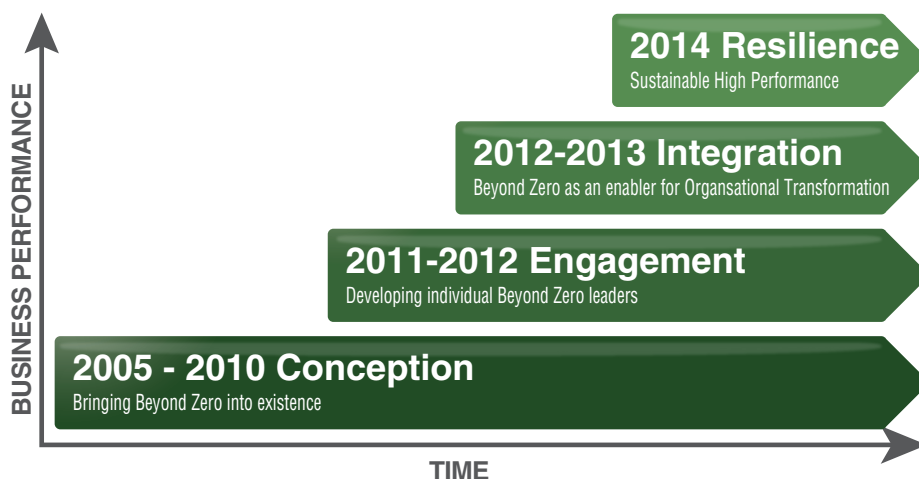 2014 Resilience
Sustainable High Performance
2012-2013 Integration
Beyond Zero as an enabler for Organsational Transformation
2011-2012 Engagement
Developing individual Beyond Zero leaders
2005 - 2010 Conception
Bringing Beyond Zero into existence
BUSINESS PERFORMANCE
TIME